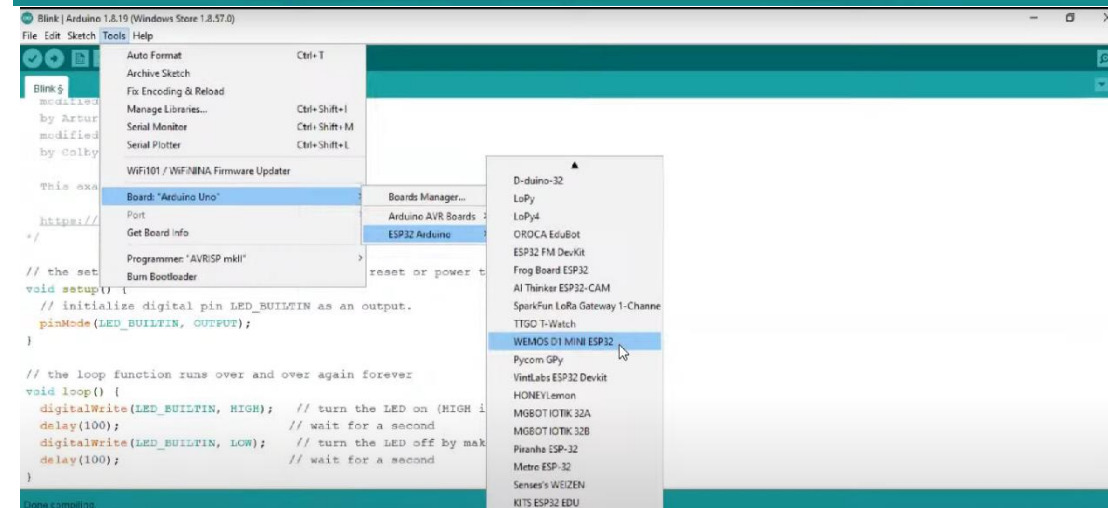 Blink | Arduino 1.8.19 (Windows Store 1.8.57.0)
File Edit Sketch Tools Help
Auto Format Ctrl+T
Archive Sketch
Fix Encoding & Reload
Manage Libraries... Ctrl+Shift+I
Serial Monitor Ctrl+Shift+M
Serial Plotter Ctrl+Shift+L
WiFi101 / WiFiNINA Firmware Updater
Board: "Arduino Uno"
Port
Get Board Info
Programmer: "AVRISP mkII"
Burn Bootloader
Boards Manager...
Arduino AVR Boards
ESP32 Arduino
D-duino-32
LoPy
LoPy4
OROCA EduBot
ESP32 FM DevKit
Frog Board ESP32
AI Thinker ESP32-CAM
SparkFun LoRa Gateway 1-Channe
TTGO T-Watch
WEMOS D1 MINI ESP32
Pycom GPy
VintLabs ESP32 Devkit
HONEYLemon
MGBOT IOTIK 32A
MGBOT IOTIK 32B
Piranha ESP-32
Metro ESP-32
Senses's WEIZEN
KITS ESP32 EDU
Blink §
modified
by Artur
modified
by Colby
This exa
https://
*/
// the set reset or power t
void setup() {
// initialize digital pin LED_BUILTIN as an output.
pinMode(LED_BUILTIN, OUTPUT);
}
// the loop function runs over and over again forever
void loop() {
digitalWrite(LED_BUILTIN, HIGH); // turn the LED on (HIGH i
delay(100); // wait for a second
digitalWrite(LED_BUILTIN, LOW); // turn the LED off by mak
delay(100); // wait for a second
}
Done compiling